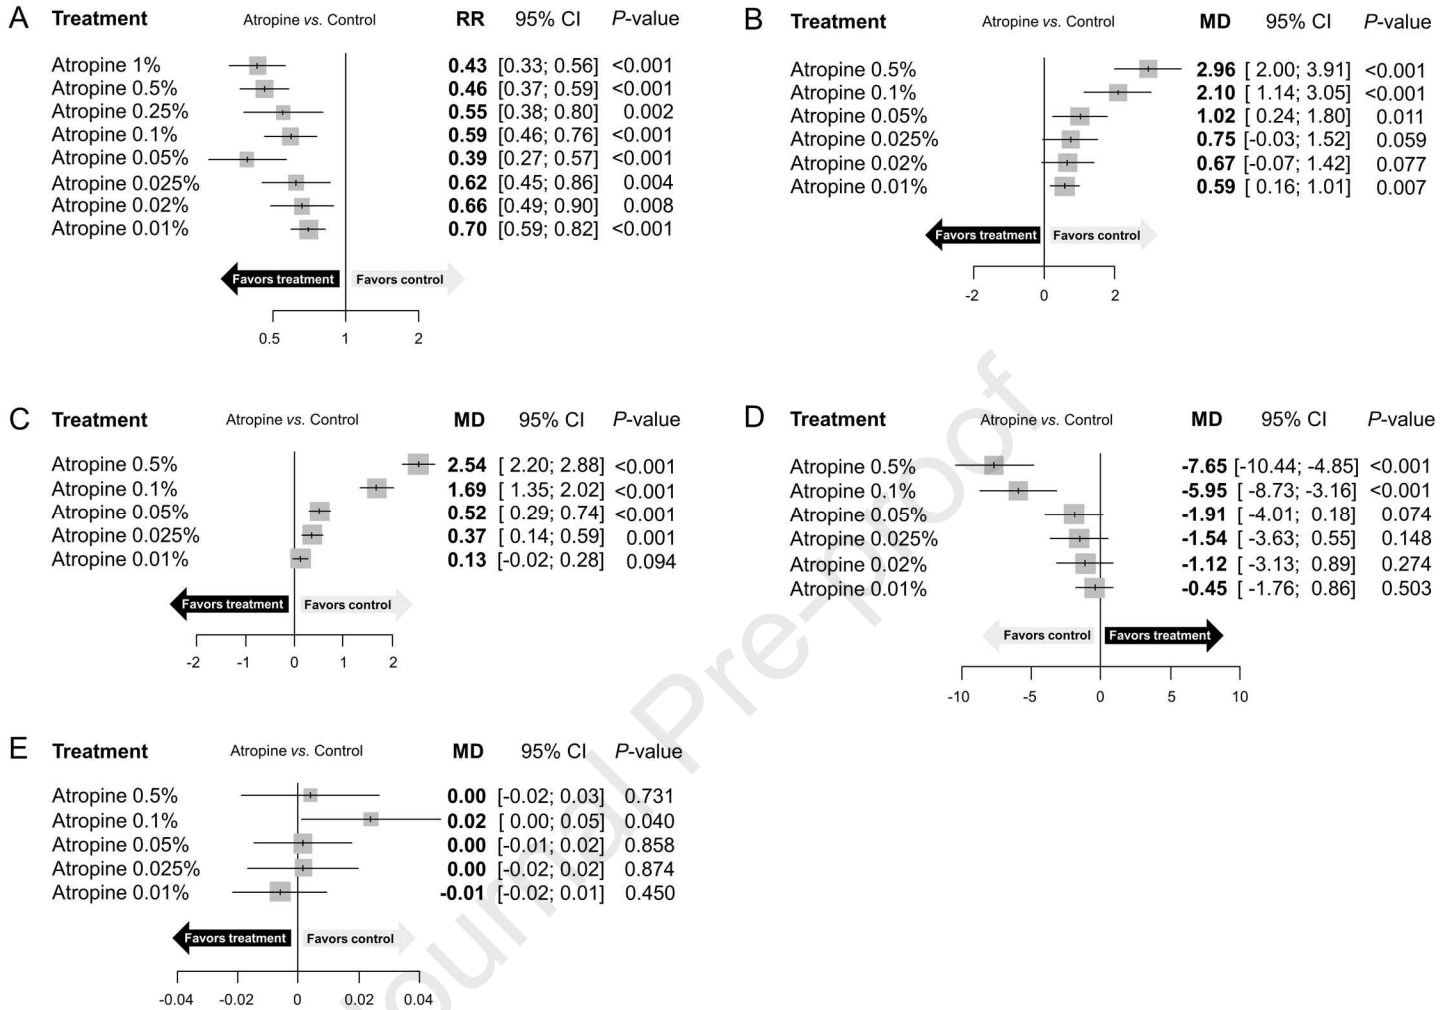 A Treatment Atropine vs. Control RR 95% CI P-value
Atropine 1% 0.43 [0.33; 0.56] <0.001
Atropine 0.5% 0.46 [0.37; 0.59] <0.001
Atropine 0.25% 0.55 [0.38; 0.80] 0.002
Atropine 0.1% 0.59 [0.46; 0.76] <0.001
Atropine 0.05% 0.39 [0.27; 0.57] <0.001
Atropine 0.025% 0.62 [0.45; 0.86] 0.004
Atropine 0.02% 0.66 [0.49; 0.90] 0.008
Atropine 0.01% 0.70 [0.59; 0.82] <0.001
Favors treatment Favors control
0.5 1 2
B Treatment Atropine vs. Control MD 95% CI P-value
Atropine 0.5% 2.96 [ 2.00; 3.91] <0.001
Atropine 0.1% 2.10 [ 1.14; 3.05] <0.001
Atropine 0.05% 1.02 [ 0.24; 1.80] 0.011
Atropine 0.025% 0.75 [-0.03; 1.52] 0.059
Atropine 0.02% 0.67 [-0.07; 1.42] 0.077
Atropine 0.01% 0.59 [ 0.16; 1.01] 0.007
Favors treatment Favors control
-2 0 2
C Treatment Atropine vs. Control MD 95% CI P-value
Atropine 0.5% 2.54 [ 2.20; 2.88] <0.001
Atropine 0.1% 1.69 [ 1.35; 2.02] <0.001
Atropine 0.05% 0.52 [ 0.29; 0.74] <0.001
Atropine 0.025% 0.37 [ 0.14; 0.59] 0.001
Atropine 0.01% 0.13 [-0.02; 0.28] 0.094
Favors treatment Favors control
-2 -1 0 1 2
D Treatment Atropine vs. Control MD 95% CI P-value
Atropine 0.5% -7.65 [-10.44; -4.85] <0.001
Atropine 0.1% -5.95 [ -8.73; -3.16] <0.001
Atropine 0.05% -1.91 [ -4.01; 0.18] 0.074
Atropine 0.025% -1.54 [ -3.63; 0.55] 0.148
Atropine 0.02% -1.12 [ -3.13; 0.89] 0.274
Atropine 0.01% -0.45 [ -1.76; 0.86] 0.503
Favors control Favors treatment
-10 -5 0 5 10
E Treatment Atropine vs. Control MD 95% CI P-value
Atropine 0.5% 0.00 [-0.02; 0.03] 0.731
Atropine 0.1% 0.02 [ 0.00; 0.05] 0.040
Atropine 0.05% 0.00 [-0.01; 0.02] 0.858
Atropine 0.025% 0.00 [-0.02; 0.02] 0.874
Atropine 0.01% -0.01 [-0.02; 0.01] 0.450
Favors treatment Favors control
-0.04 -0.02 0 0.02 0.04
Journal Pre-proof